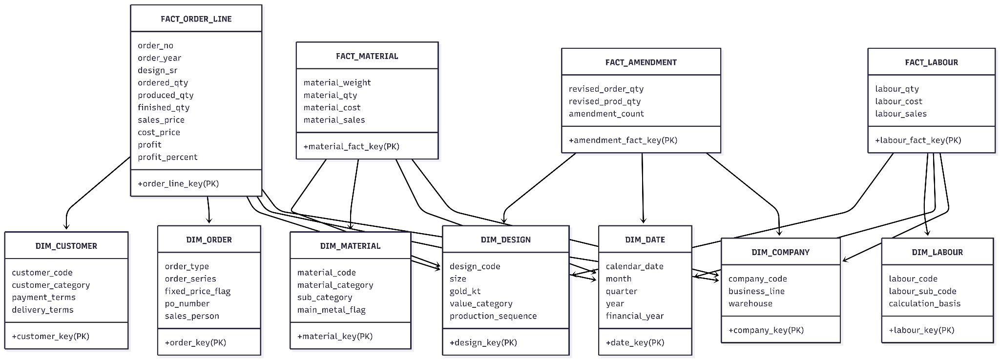 FACT_ORDER_LINE
order_no
order_year
design_sr
ordered_qty
produced_qty
finished_qty
sales_price
cost_price
profit
profit_percent
+order_line_key(PK)
FACT_MATERIAL
material_weight
material_qty
material_cost
material_sales
+material_fact_key(PK)
FACT_AMENDMENT
revised_order_qty
revised_prod_qty
amendment_count
+amendment_fact_key(PK)
FACT_LABOUR
labour_qty
labour_cost
labour_sales
+labour_fact_key(PK)
DIM_CUSTOMER
customer_code
customer_category
payment_terms
delivery_terms
+customer_key(PK)
DIM_ORDER
order_type
order_series
fixed_price_flag
po_number
sales_person
+order_key(PK)
DIM_MATERIAL
material_code
material_category
sub_category
main_metal_flag
+material_key(PK)
DIM_DESIGN
design_code
size
gold_kt
value_category
production_sequence
+design_key(PK)
DIM_DATE
calendar_date
month
quarter
year
financial_year
+date_key(PK)
DIM_COMPANY
company_code
business_line
warehouse
+company_key(PK)
DIM_LABOUR
labour_code
labour_sub_code
calculation_basis
+labour_key(PK)